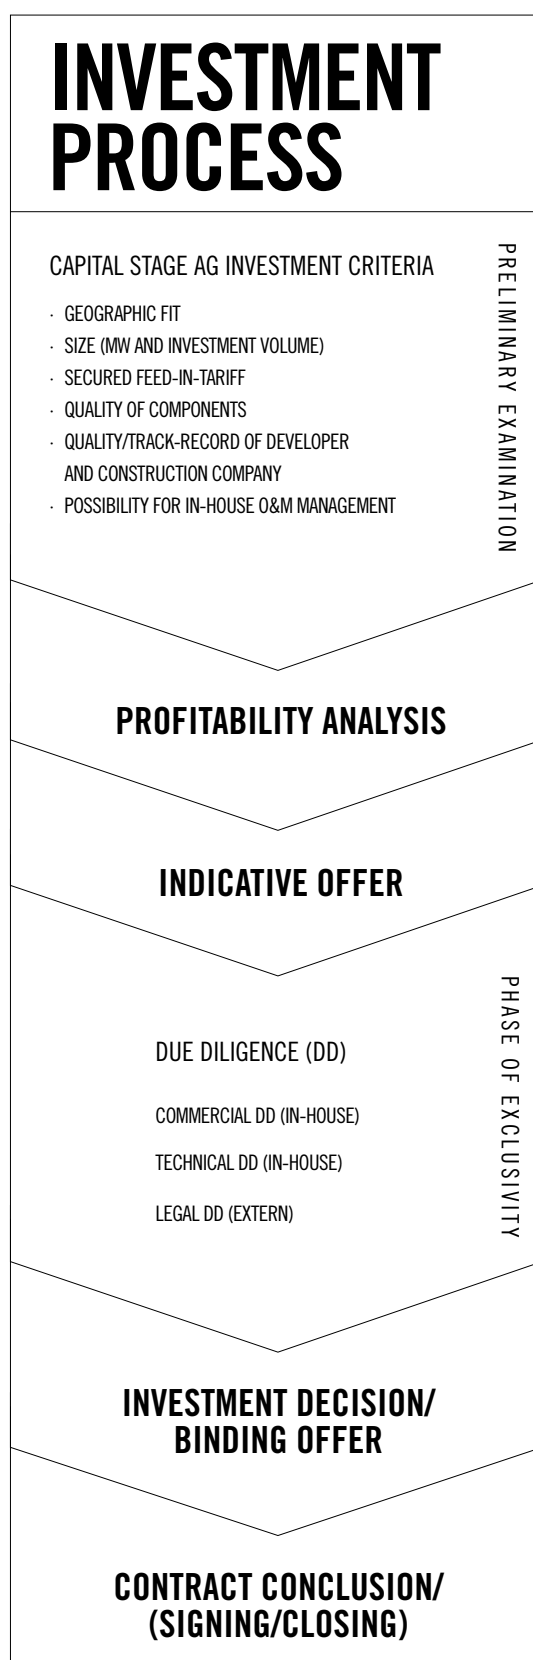 INVESTMENT
PROCESS
CAPITAL STAGE AG INVESTMENT CRITERIA
· GEOGRAPHIC FIT
· SIZE (MW AND INVESTMENT VOLUME)
· SECURED FEED-IN-TARIFF
· QUALITY OF COMPONENTS
· QUALITY/TRACK-RECORD OF DEVELOPER
AND CONSTRUCTION COMPANY
· POSSIBILITY FOR IN-HOUSE O&M MANAGEMENT
PRELIMINARY EXAMINATION
PROFITABILITY ANALYSIS
INDICATIVE OFFER
DUE DILIGENCE (DD)
COMMERCIAL DD (IN-HOUSE)
TECHNICAL DD (IN-HOUSE)
LEGAL DD (EXTERN)
PHASE OF EXCLUSIVITY
INVESTMENT DECISION/
BINDING OFFER
CONTRACT CONCLUSION/
(SIGNING/CLOSING)